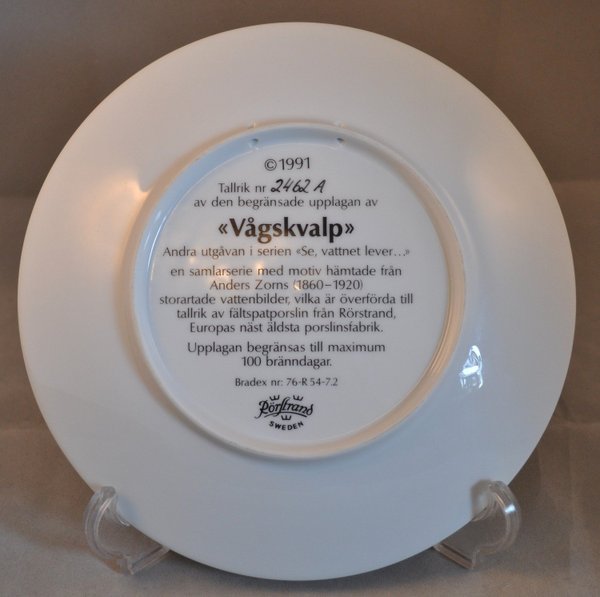 ©1991
Tallrik nr 2462 A
av den begränsade upplagan av
«Vågskvalp»
Andra utgåvan i serien «Se, vattnet lever...»
en samlarserie med motiv hämtade från
Anders Zorns (1860–1920)
storartade vattenbilder, vilka är överförda till
tallrik av fältspatporslin från Rörstrand,
Europas näst äldsta porslinsfabrik.
Upplagan begränsas till maximum
100 bränndagar.
Bradex nr: 76-R 54-7.2
Rörstrand
SWEDEN